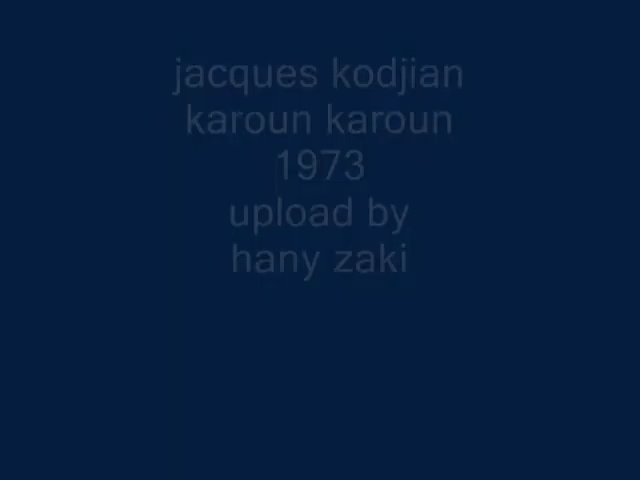 jacques kodjian
karoun karoun
1973
upload by
hany zaki